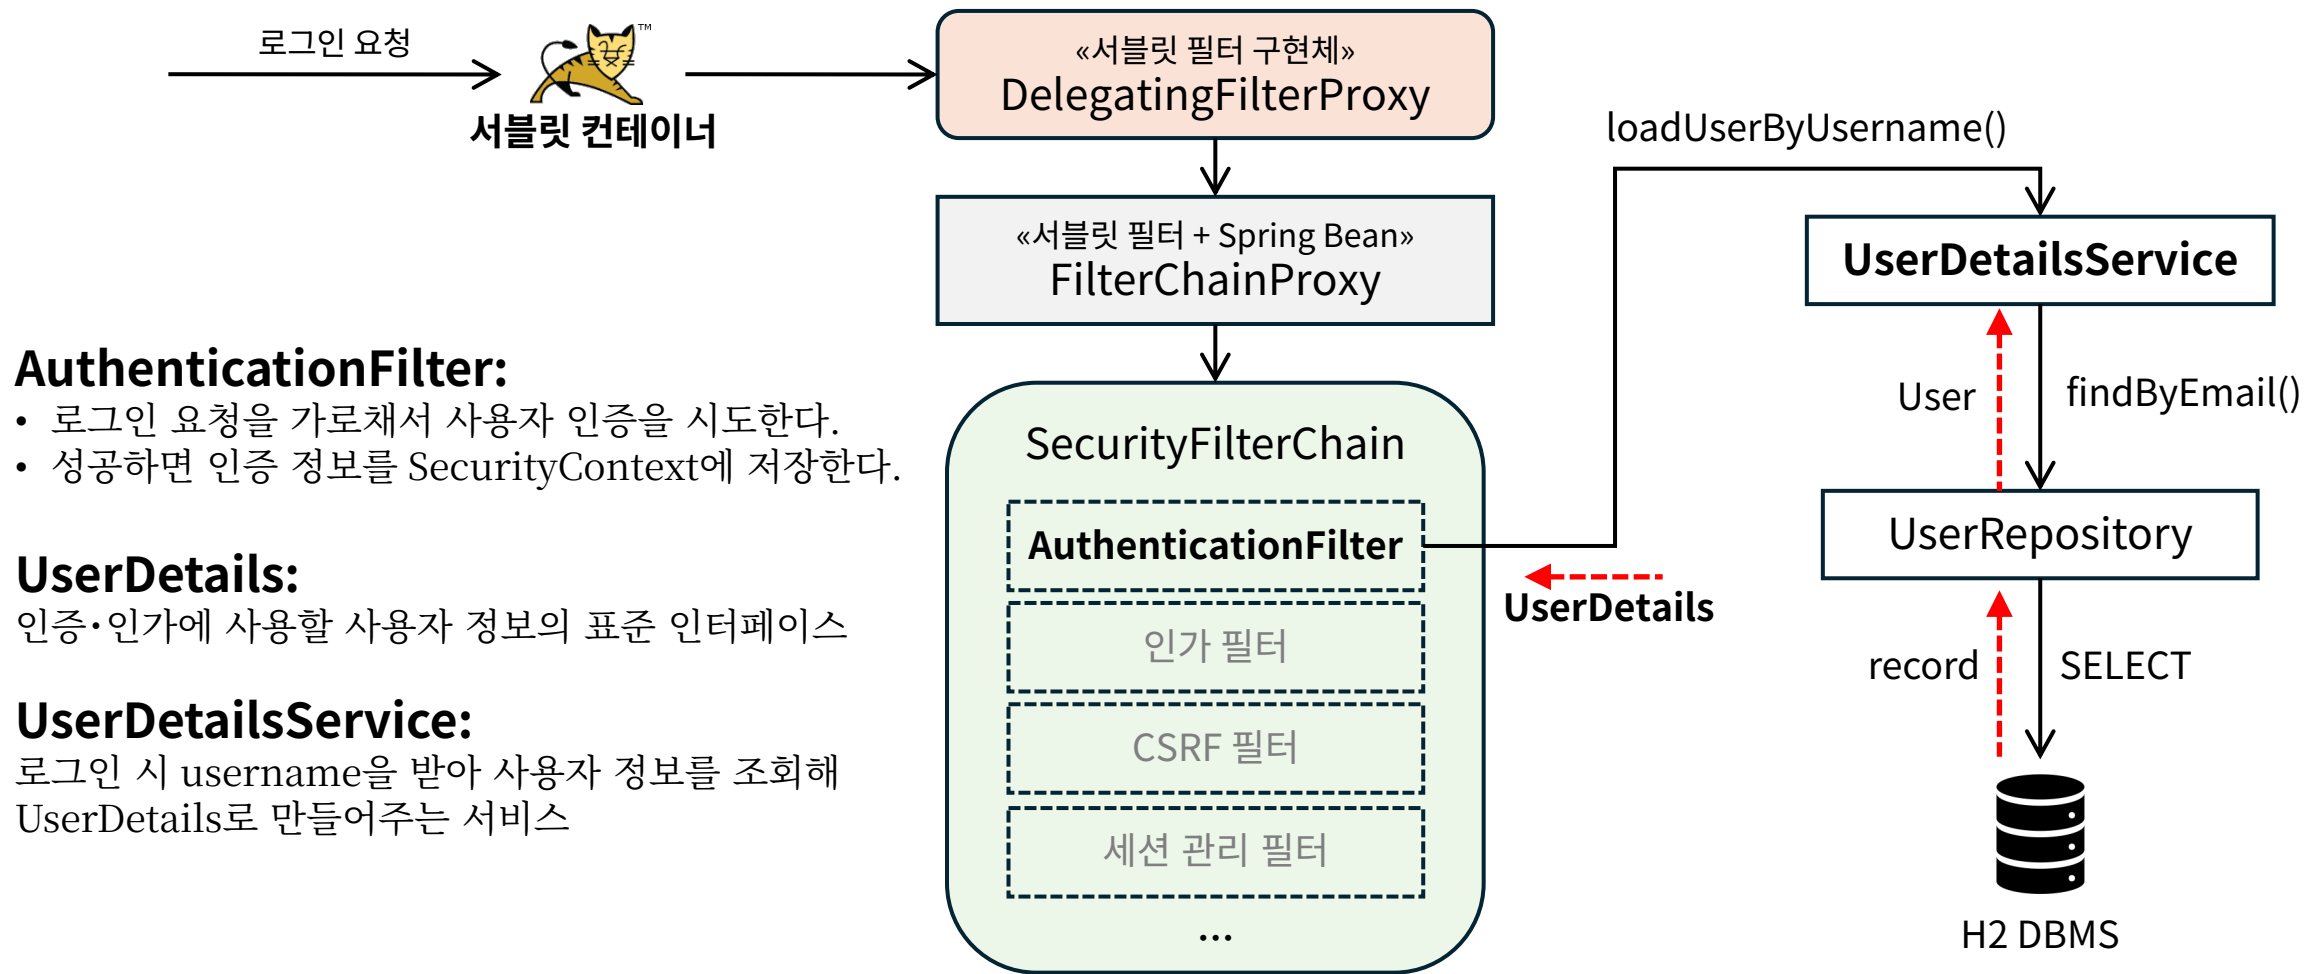 로그인 요청
TM
서블릿 컨테이너
«서블릿 필터 구현체»
DelegatingFilterProxy
«서블릿 필터 + Spring Bean»
FilterChainProxy
SecurityFilterChain
AuthenticationFilter
인가 필터
CSRF 필터
세션 관리 필터
...
loadUserByUsername()
UserDetailsService
User
findByEmail()
UserRepository
UserDetails
record
SELECT
H2 DBMS
AuthenticationFilter:
• 로그인 요청을 가로채서 사용자 인증을 시도한다.
• 성공하면 인증 정보를 SecurityContext에 저장한다.
UserDetails:
인증·인가에 사용할 사용자 정보의 표준 인터페이스
UserDetailsService:
로그인 시 username을 받아 사용자 정보를 조회해
UserDetails로 만들어주는 서비스